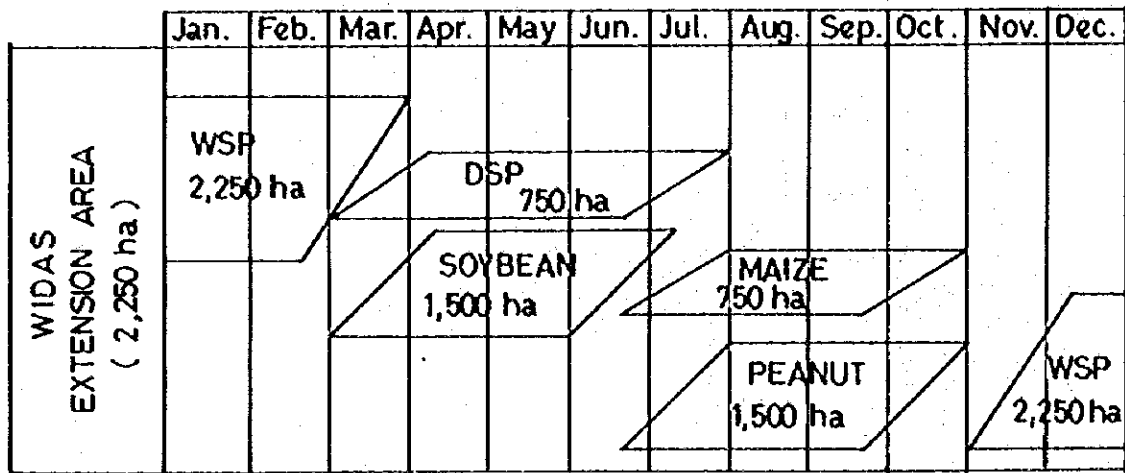 Jan. Feb. Mar. Apr. May Jun. Jul. Aug. Sep. Oct. Nov. Dec.
WIDAS
EXTENSION AREA
(2,250 ha)
WSP
2,250 ha
DSP
750 ha
SOYBEAN
1,500 ha
MAIZE
750 ha
PEANUT
1,500 ha
WSP
2,250 ha